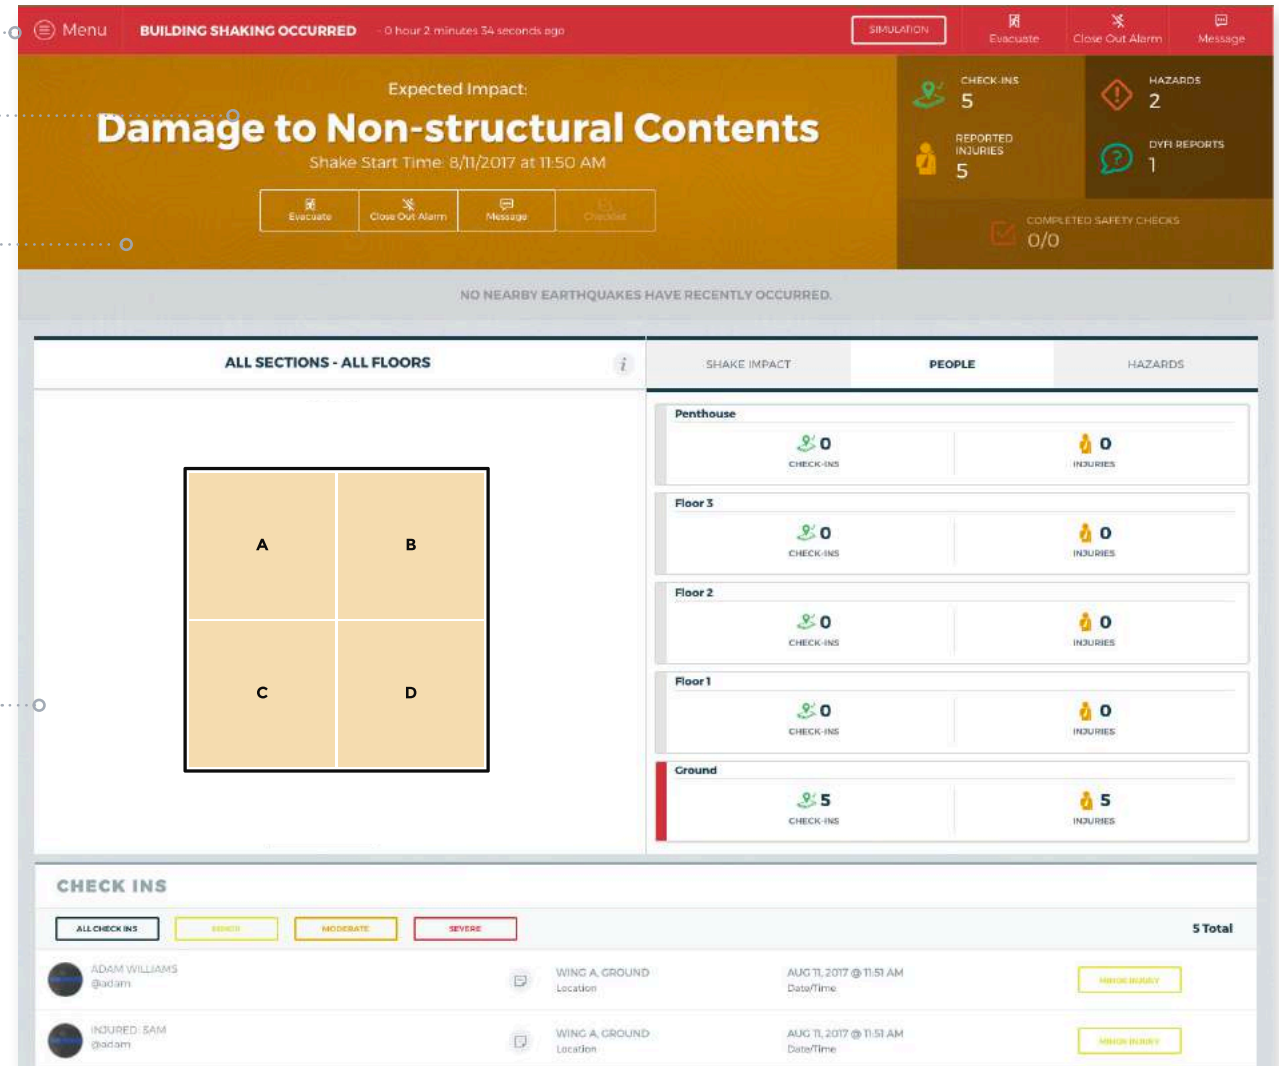 Menu
BUILDING SHAKING OCCURRED - 0 hour 2 minutes 34 seconds ago
SIMULATION
Evacuate
Close Out Alarm
Message
Expected Impact:
Damage to Non-structural Contents
Shake Start Time: 8/11/2017 at 11:50 AM
Evacuate
Close Out Alarm
Message
Checklist
CHECK-INS
5
HAZARDS
2
REPORTED
INJURIES
5
DYFI REPORTS
1
COMPLETED SAFETY CHECKS
0/0
NO NEARBY EARTHQUAKES HAVE RECENTLY OCCURRED.
ALL SECTIONS - ALL FLOORS
i
A
B
C
D
SHAKE IMPACT
PEOPLE
HAZARDS
Penthouse
0
CHECK-INS
0
INJURIES
Floor 3
0
CHECK-INS
0
INJURIES
Floor 2
0
CHECK-INS
0
INJURIES
Floor 1
0
CHECK-INS
0
INJURIES
Ground
5
CHECK-INS
5
INJURIES
CHECK INS
ALL CHECK INS
MINOR
MODERATE
SEVERE
5 Total
ADAM WILLIAMS
@adam
WING A, GROUND
Location
AUG 11, 2017 @ 11:51 AM
Date/Time
MINOR INJURY
INJURED: SAM
@adam
WING A, GROUND
Location
AUG 11, 2017 @ 11:51 AM
Date/Time
MINOR INJURY